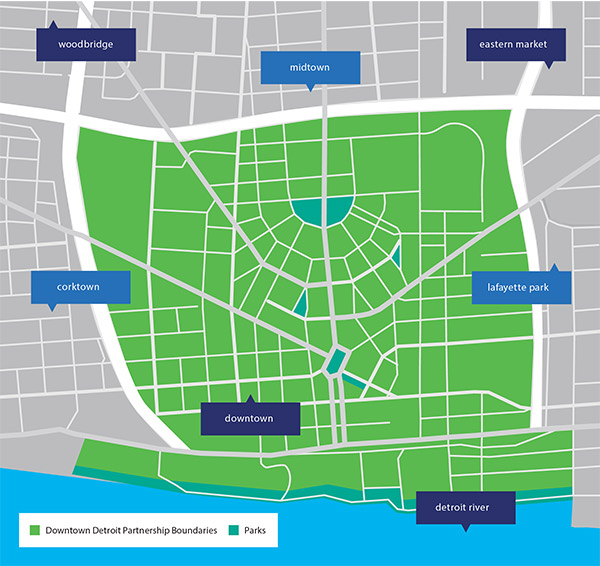 woodbridge
eastern market
midtown
corktown
lafayette park
downtown
detroit river
Downtown Detroit Partnership Boundaries
Parks